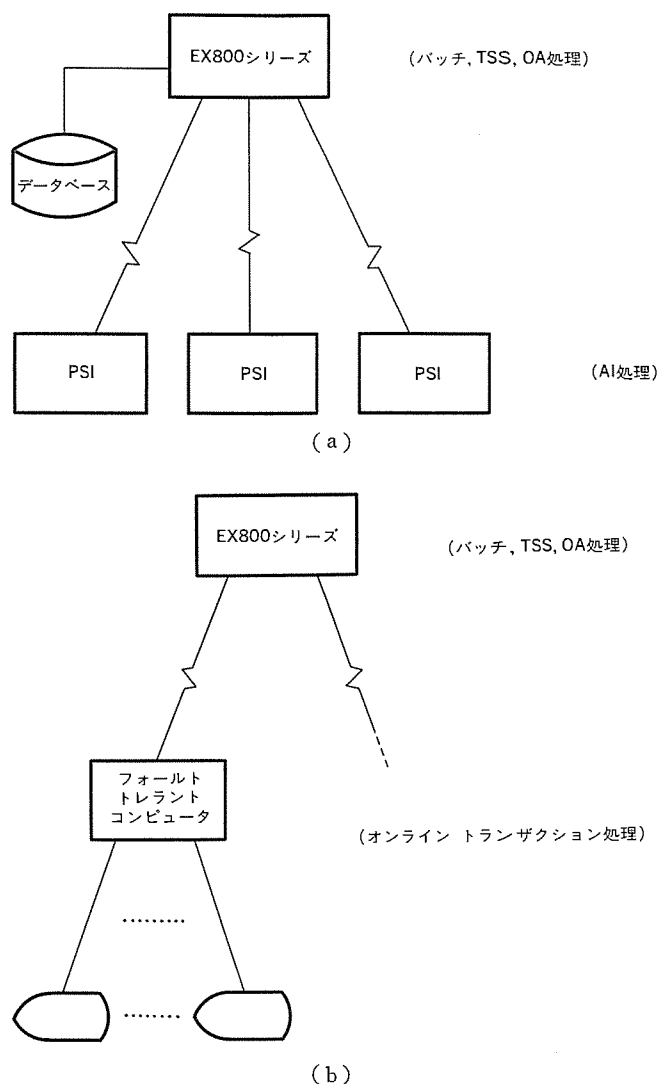 EX800シリーズ
(バッチ, TSS, OA処理)
データベース
PSI
PSI
PSI
(AI処理)
(a)
EX800シリーズ
(バッチ, TSS, OA処理)
フォールト
トレラント
コンピュータ
(オンライン トランザクション処理)
.........
........
(b)